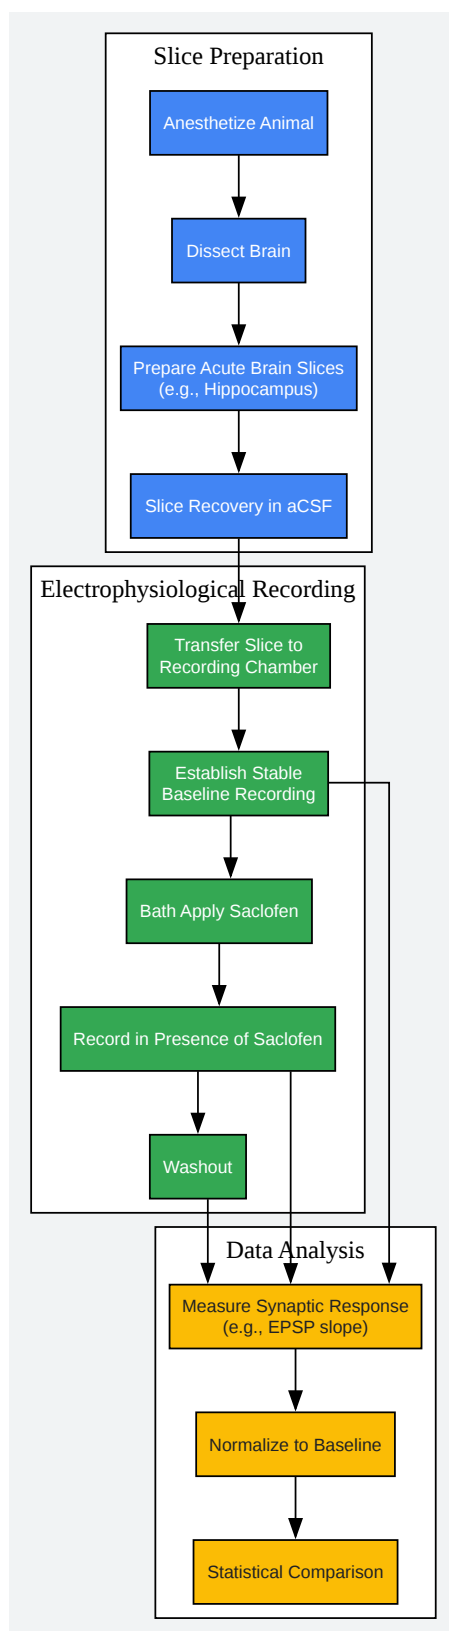 Slice Preparation
Anesthetize Animal
Dissect Brain
Prepare Acute Brain Slices
(e.g., Hippocampus)
Slice Recovery in aCSF
Electrophysiological Recording
Transfer Slice to
Recording Chamber
Establish Stable
Baseline Recording
Bath Apply Saclofen
Record in Presence of Saclofen
Washout
Data Analysis
Measure Synaptic Response
(e.g., EPSP slope)
Normalize to Baseline
Statistical Comparison